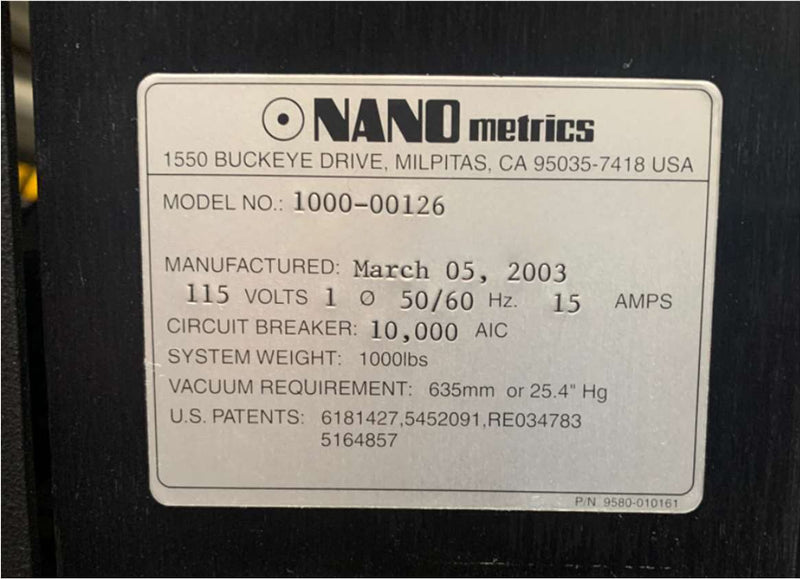 NANOmetrics
1550 BUCKEYE DRIVE, MILPITAS, CA 95035-7418 USA
MODEL NO.: 1000-00126
MANUFACTURED: March 05, 2003
115 VOLTS 1 Ø 50/60 Hz. 15 AMPS
CIRCUIT BREAKER: 10,000 AIC
SYSTEM WEIGHT: 1000lbs
VACUUM REQUIREMENT: 635mm or 25.4" Hg
U.S. PATENTS: 6181427,5452091,RE034783
5164857
P/N 9580-010161